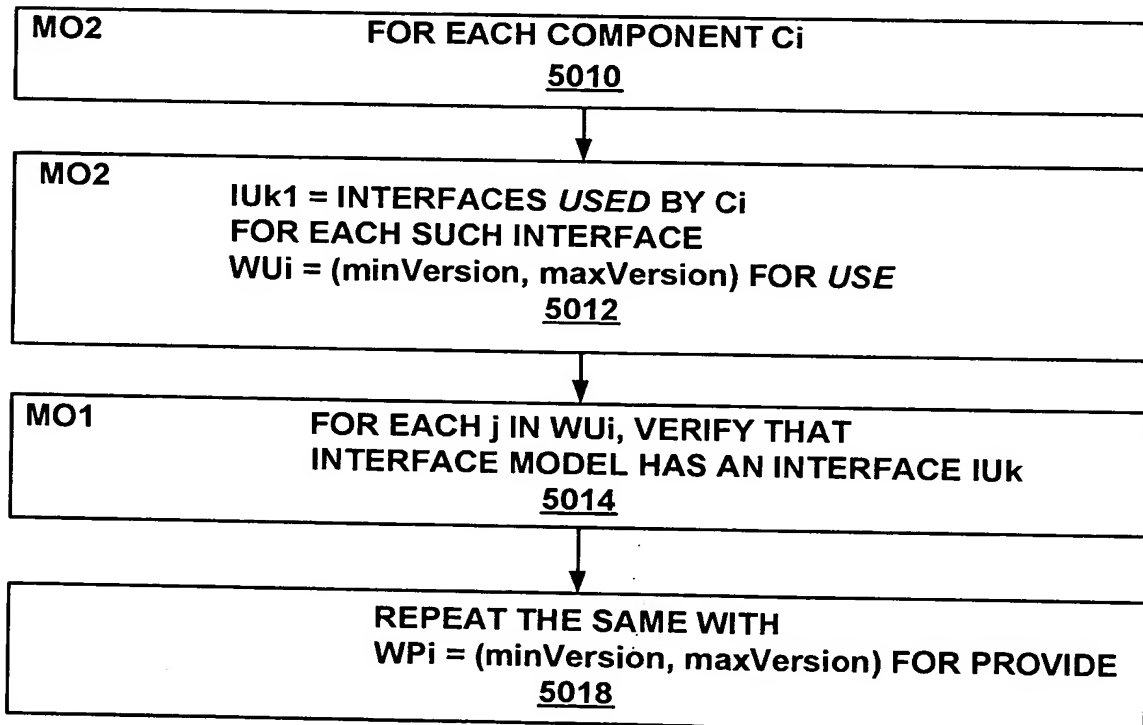 MO2 FOR EACH COMPONENT Ci
5010
MO2
IUk1 = INTERFACES USED BY Ci
FOR EACH SUCH INTERFACE
WUi = (minVersion, maxVersion) FOR USE
5012
MO1 FOR EACH j IN WUi, VERIFY THAT
INTERFACE MODEL HAS AN INTERFACE IUk
5014
REPEAT THE SAME WITH
WPi = (minVersion, maxVersion) FOR PROVIDE
5018